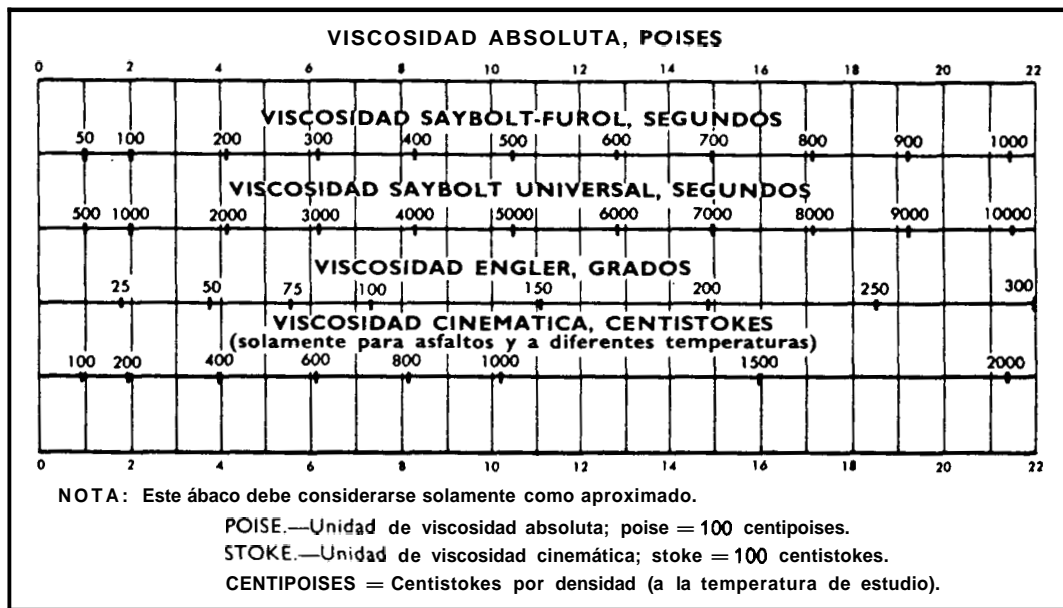 VISCOSIDAD ABSOLUTA, POISES
0 2 4 6 8 10 12 14 16 18 20 22
VISCOSIDAD SAYBOLT-FUROL, SEGUNDOS
50 100 200 300 400 500 600 700 800 900 1000
VISCOSIDAD SAYBOLT UNIVERSAL, SEGUNDOS
500 1000 2000 3000 4000 5000 6000 7000 8000 9000 10000
VISCOSIDAD ENGLER, GRADOS
25 50 75 100 150 200 250 300
VISCOSIDAD CINEMATICA, CENTISTOKES
(solamente para asfaltos y a diferentes temperaturas)
100 200 400 600 800 1000 1500 2000
0 2 4 6 8 10 12 14 16 18 20 22
NOTA: Este ábaco debe considerarse solamente como aproximado.
POISE.—Unidad de viscosidad absoluta; poise = 100 centipoises.
STOKE.—Unidad de viscosidad cinemática; stoke = 100 centistokes.
CENTIPOISES = Centistokes por densidad (a la temperatura de estudio).